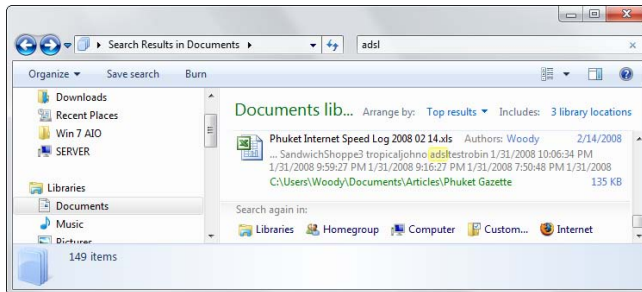 Search Results in Documents
adsl
Organize Save search Burn
Downloads
Recent Places
Win 7 AIO
SERVER
Libraries
Documents
Music
Pictures
Documents lib... Arrange by: Top results Includes: 3 library locations
Phuket Internet Speed Log 2008 02 14.xls Authors: Woody 2/14/2008
... SandwichShoppe3 tropicaljohno adsltestrobin 1/31/2008 10:06:34 PM
1/31/2008 9:59:27 PM 1/31/2008 9:16:27 PM 1/31/2008 7:50:48 PM 1/31/2008
C:\Users\Woody\Documents\Articles\Phuket Gazette 135 KB
Search again in:
Libraries Homegroup Computer Custom... Internet
149 items